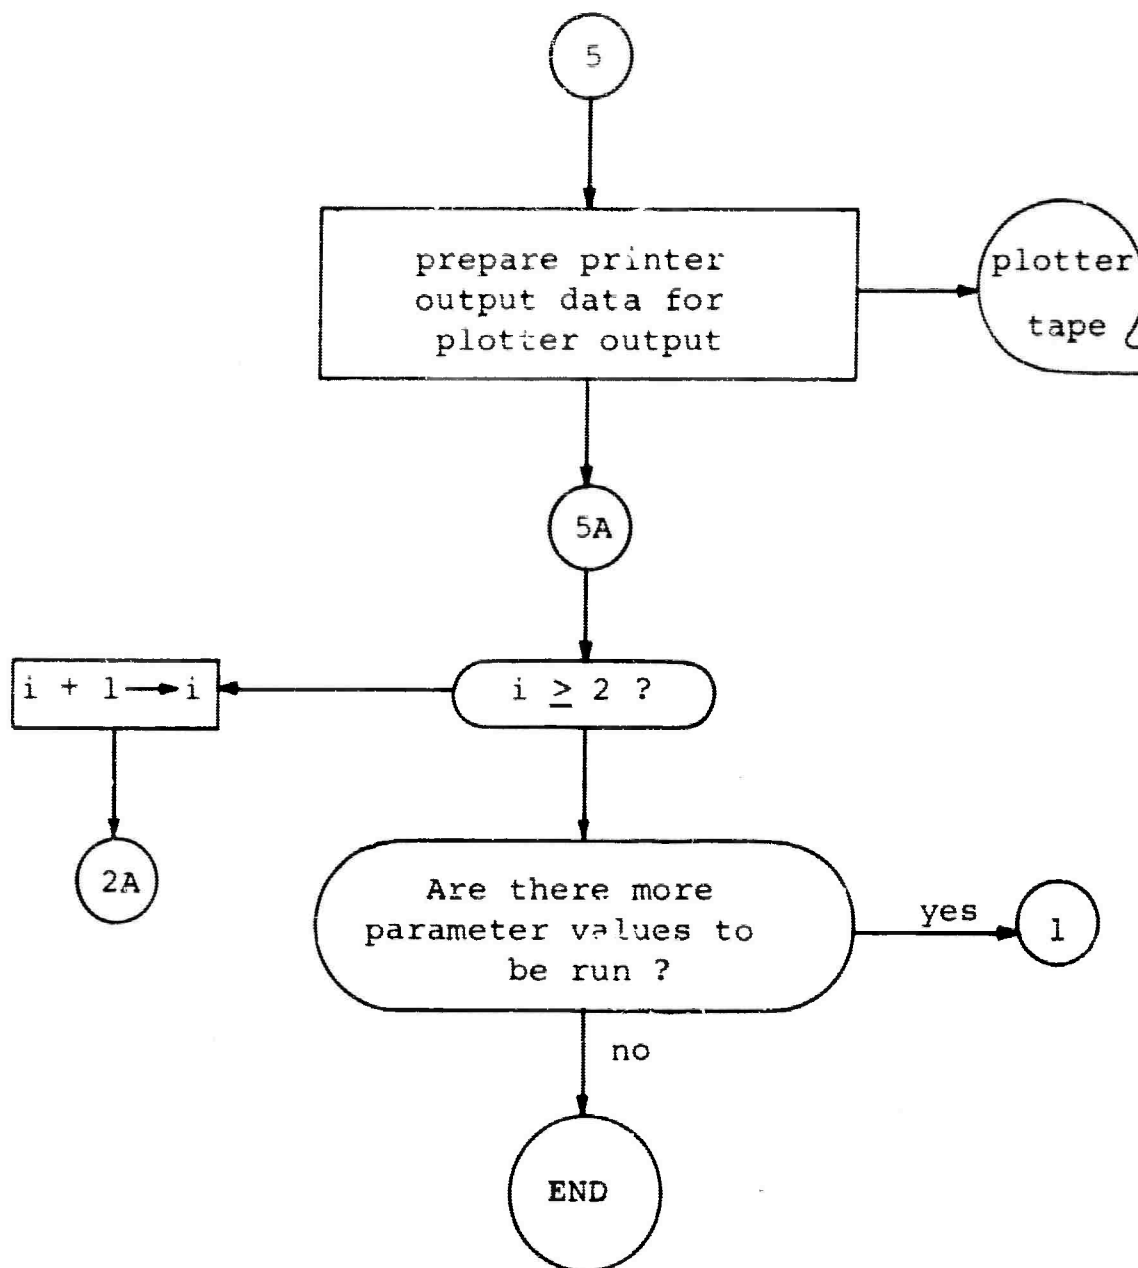 5
prepare printer
output data for
plotter output
plotter
tape
5A
i + 1 → i
i ≥ 2 ?
2A
Are there more
parameter values to
be run ?
yes
1
no
END